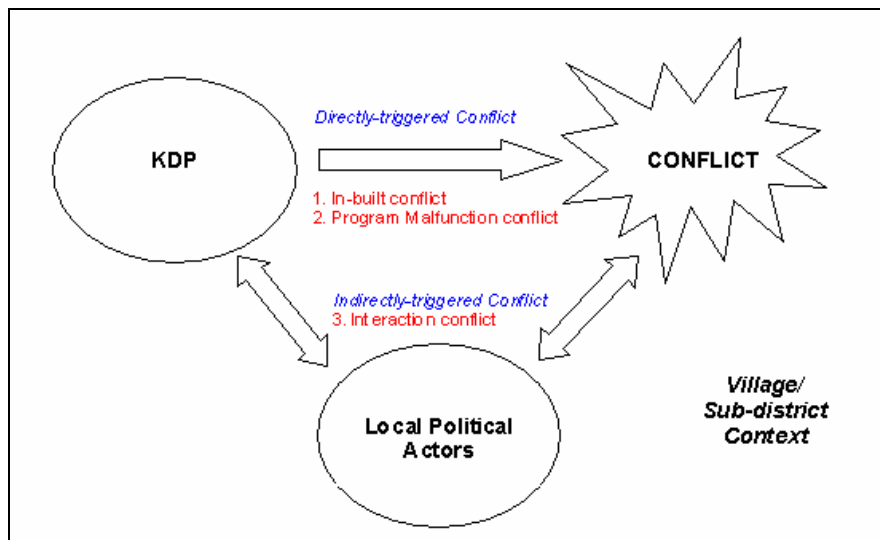 Directly-triggered Conflict
KDP
CONFLICT
1. In-built conflict
2. Program Malfunction conflict
Indirectly-triggered Conflict
3. Interaction conflict
Local Political
Actors
Village/
Sub-district
Context